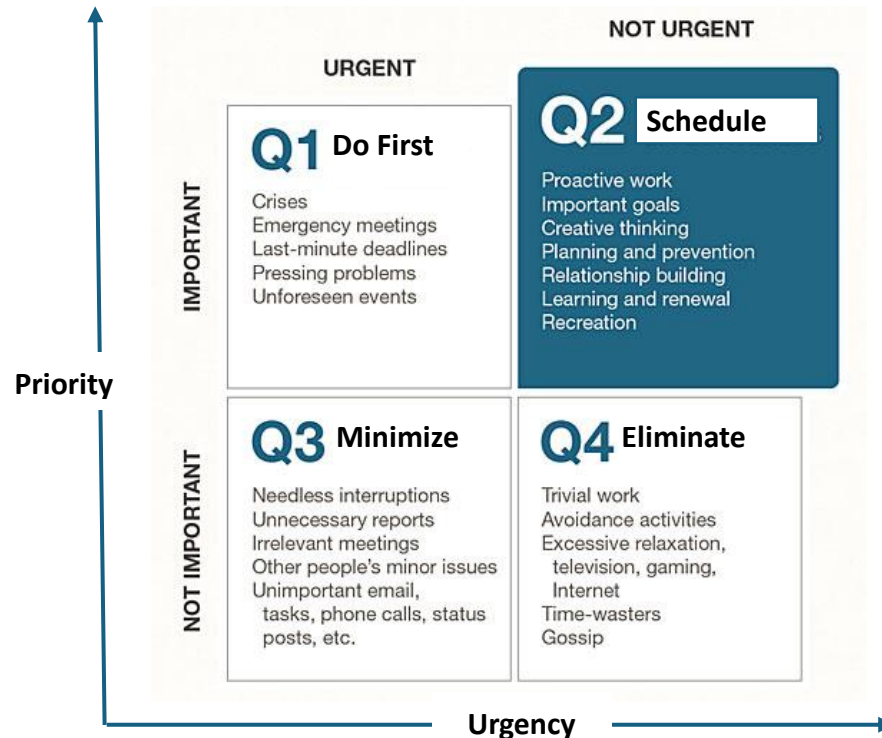 NOT URGENT
URGENT
IMPORTANT
Q1 Do First
Crises
Emergency meetings
Last-minute deadlines
Pressing problems
Unforeseen events
Q2 Schedule
Proactive work
Important goals
Creative thinking
Planning and prevention
Relationship building
Learning and renewal
Recreation
Priority
NOT IMPORTANT
Q3 Minimize
Needless interruptions
Unnecessary reports
Irrelevant meetings
Other people's minor issues
Unimportant email,
tasks, phone calls, status
posts, etc.
Q4 Eliminate
Trivial work
Avoidance activities
Excessive relaxation,
television, gaming,
Internet
Time-wasters
Gossip
Urgency